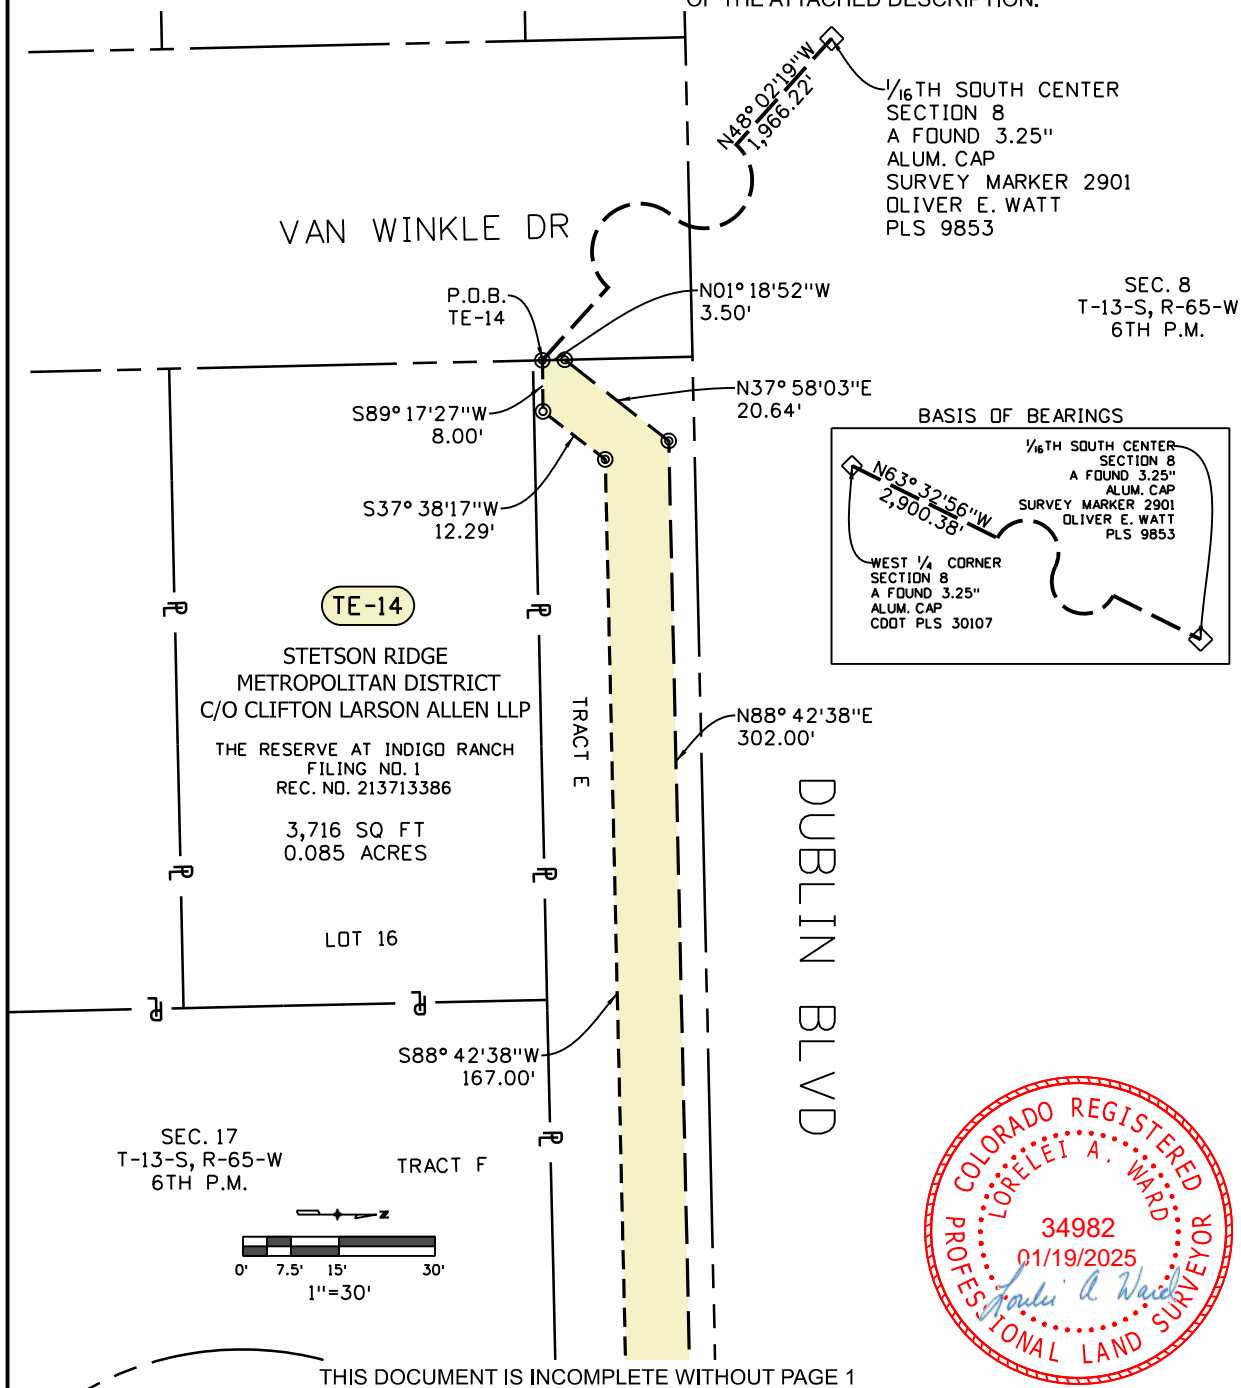 OF THE ATTACHED DESCRIPTION.
N48°02'19"W
1,966.22'
1/16TH SOUTH CENTER
SECTION 8
A FOUND 3.25"
ALUM. CAP
SURVEY MARKER 2901
OLIVER E. WATT
PLS 9853
VAN WINKLE DR
P.O.B.
TE-14
N01°18'52"W
3.50'
SEC. 8
T-13-S, R-65-W
6TH P.M.
S89°17'27"W
8.00'
N37°58'03"E
20.64'
S37°38'17"W
12.29'
BASIS OF BEARINGS
1/16TH SOUTH CENTER
SECTION 8
A FOUND 3.25"
ALUM. CAP
SURVEY MARKER 2901
OLIVER E. WATT
PLS 9853
N63°32'56"W
2,900.38'
WEST 1/4 CORNER
SECTION 8
A FOUND 3.25"
ALUM. CAP
CDOT PLS 30107
TE-14
STETSON RIDGE
METROPOLITAN DISTRICT
C/O CLIFTON LARSON ALLEN LLP
THE RESERVE AT INDIGO RANCH
FILING NO. 1
REC. NO. 213713386
3,716 SQ FT
0.085 ACRES
PL
PL
PL
PL
PL
PL
PL
TRACT E
N88°42'38"E
302.00'
DUBLIN BLVD
LOT 16
S88°42'38"W
167.00'
SEC. 17
T-13-S, R-65-W
6TH P.M.
TRACT F
N
0' 7.5' 15' 30'
1"=30'
COLORADO REGISTERED
LORELEI A. WARD
34982
01/19/2025
Lorelei A Ward
PROFESSIONAL LAND SURVEYOR
THIS DOCUMENT IS INCOMPLETE WITHOUT PAGE 1